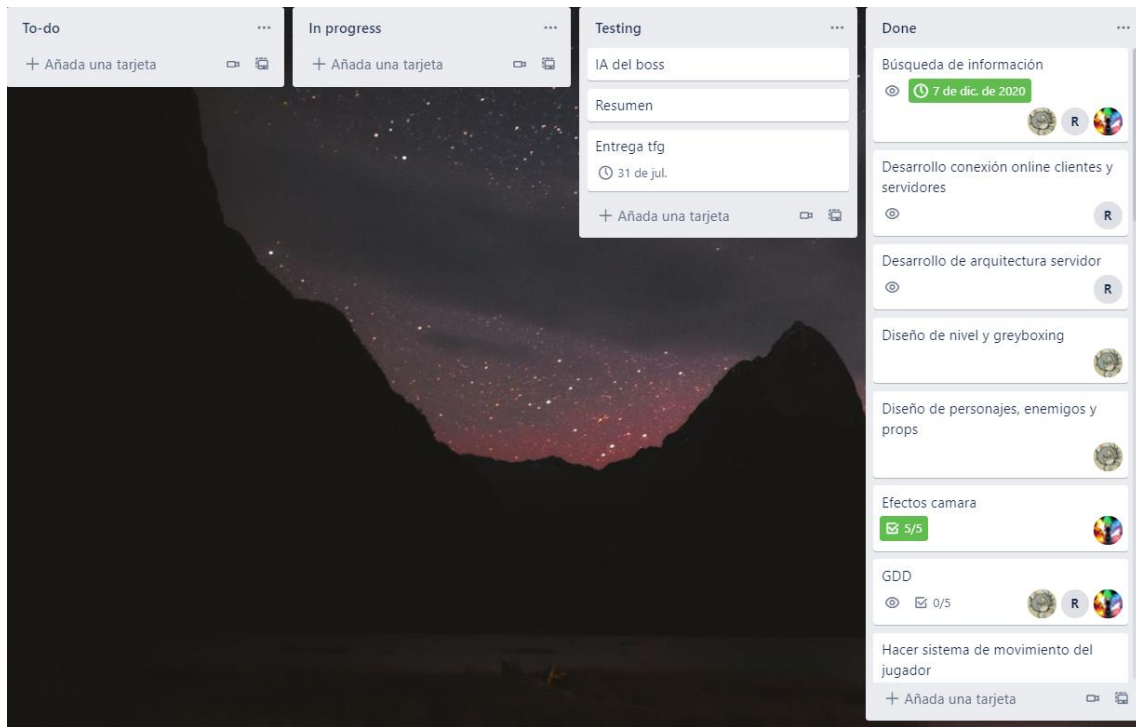 To-do
+ Añada una tarjeta
In progress
+ Añada una tarjeta
Testing
IA del boss
Resumen
Entrega tfg
31 de jul.
+ Añada una tarjeta
Done
Búsqueda de información
7 de dic. de 2020
R
Desarrollo conexión online clientes y
servidores
R
Desarrollo de arquitectura servidor
R
Diseño de nivel y greyboxing
Diseño de personajes, enemigos y
props
Efectos camara
5/5
GDD
0/5
R
Hacer sistema de movimiento del
jugador
+ Añada una tarjeta